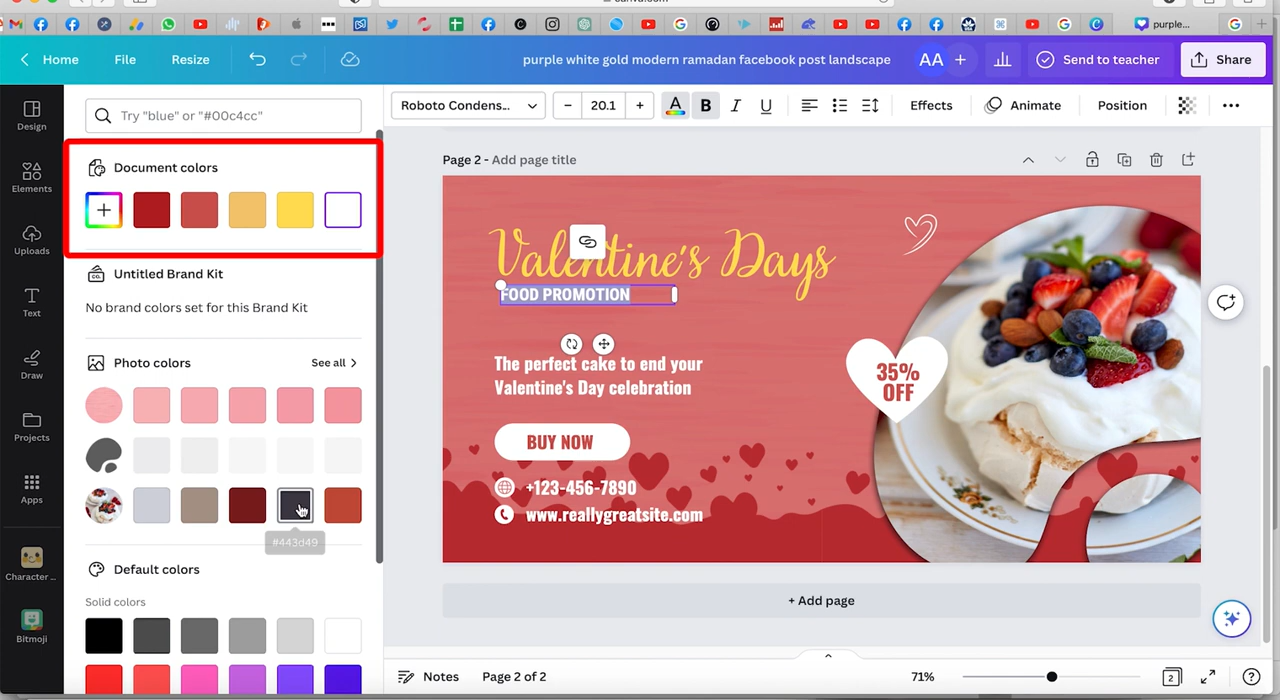 canva.com
purple...
Home
File
Resize
purple white gold modern ramadan facebook post landscape
AA
Send to teacher
Share
Design
Elements
Uploads
Text
Draw
Projects
Apps
Character ...
Bitmoji
Try "blue" or "#00c4cc"
Document colors
Untitled Brand Kit
No brand colors set for this Brand Kit
Photo colors
See all
#443d49
Default colors
Solid colors
Roboto Condens...
– 20.1 +
A B I U
Effects
Animate
Position
Page 2 - Add page title
Valentine's Days
FOOD PROMOTION
The perfect cake to end your
Valentine's Day celebration
35%
OFF
BUY NOW
+123-456-7890
www.reallygreatsite.com
+ Add page
Notes
Page 2 of 2
71%
2